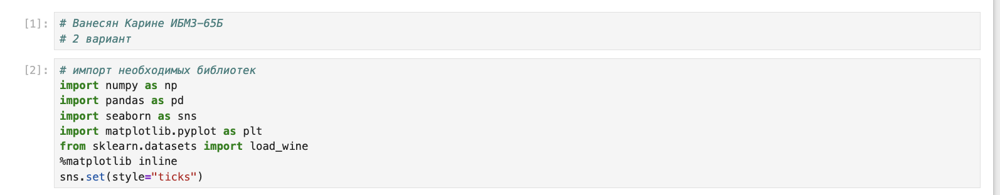 [1]: # Ванесян Карине ИБМ3-65Б
# 2 вариант
[2]: # импорт необходимых библиотек
import numpy as np
import pandas as pd
import seaborn as sns
import matplotlib.pyplot as plt
from sklearn.datasets import load_wine
%matplotlib inline
sns.set(style="ticks")